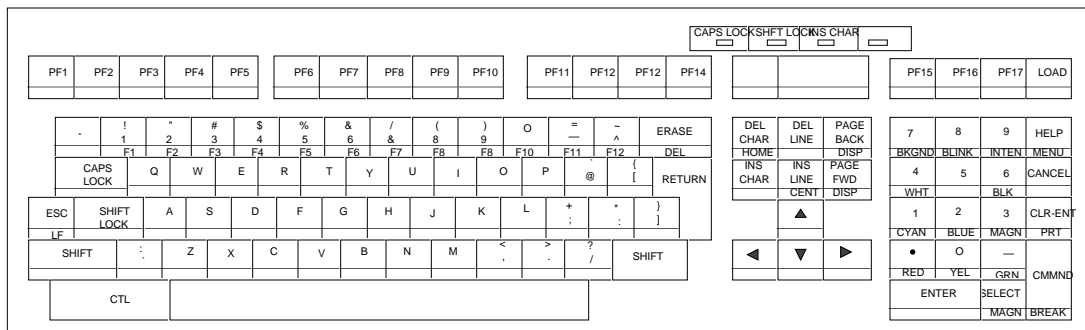 CAPS LOCK SHFT LOCK INS CHAR
PF1 PF2 PF3 PF4 PF5 PF6 PF7 PF8 PF9 PF10 PF11 PF12 PF12 PF14 PF15 PF16 PF17 LOAD
- ! " # $ % & / ( ) O = ~ ERASE
1 2 3 4 5 6 & 8 9 — ^
F1 F2 F3 F4 F5 F6 F7 F8 F8 F10 F11 F12 DEL
DEL CHAR DEL LINE PAGE BACK
HOME DISP
7 8 9 HELP
BKGND BLINK INTEN MENU
CAPS LOCK Q W E R T Y U I O P ` @ { [ RETURN
INS CHAR INS LINE PAGE FWD
CENT DISP
4 5 6 CANCEL
WHT BLK
ESC SHIFT LOCK A S D F G H J K L + ; * : } ]
LF
1 2 3 CLR-ENT
CYAN BLUE MAGN PRT
SHIFT : ` Z X C V B N M < , > . ? / SHIFT
• O — CMMND
RED YEL GRN
CTL
ENTER SELECT
MAGN BREAK